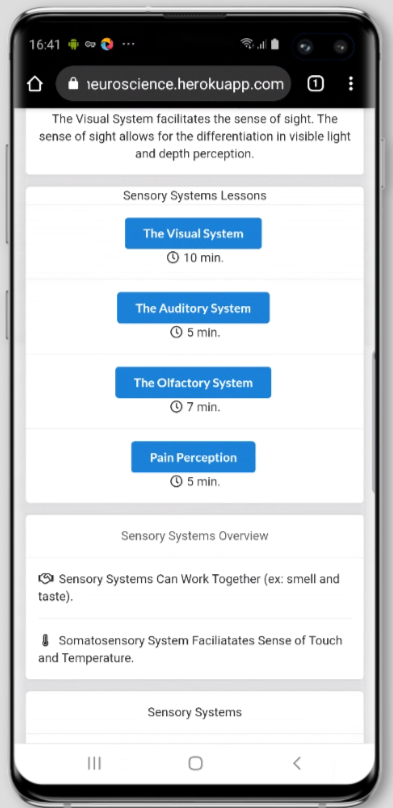 16:41
neuroscience.herokuapp.com
1
The Visual System facilitates the sense of sight. The
sense of sight allows for the differentiation in visible light
and depth perception.
Sensory Systems Lessons
The Visual System
10 min.
The Auditory System
5 min.
The Olfactory System
7 min.
Pain Perception
5 min.
Sensory Systems Overview
Sensory Systems Can Work Together (ex: smell and
taste).
Somatosensory System Faciliatates Sense of Touch
and Temperature.
Sensory Systems